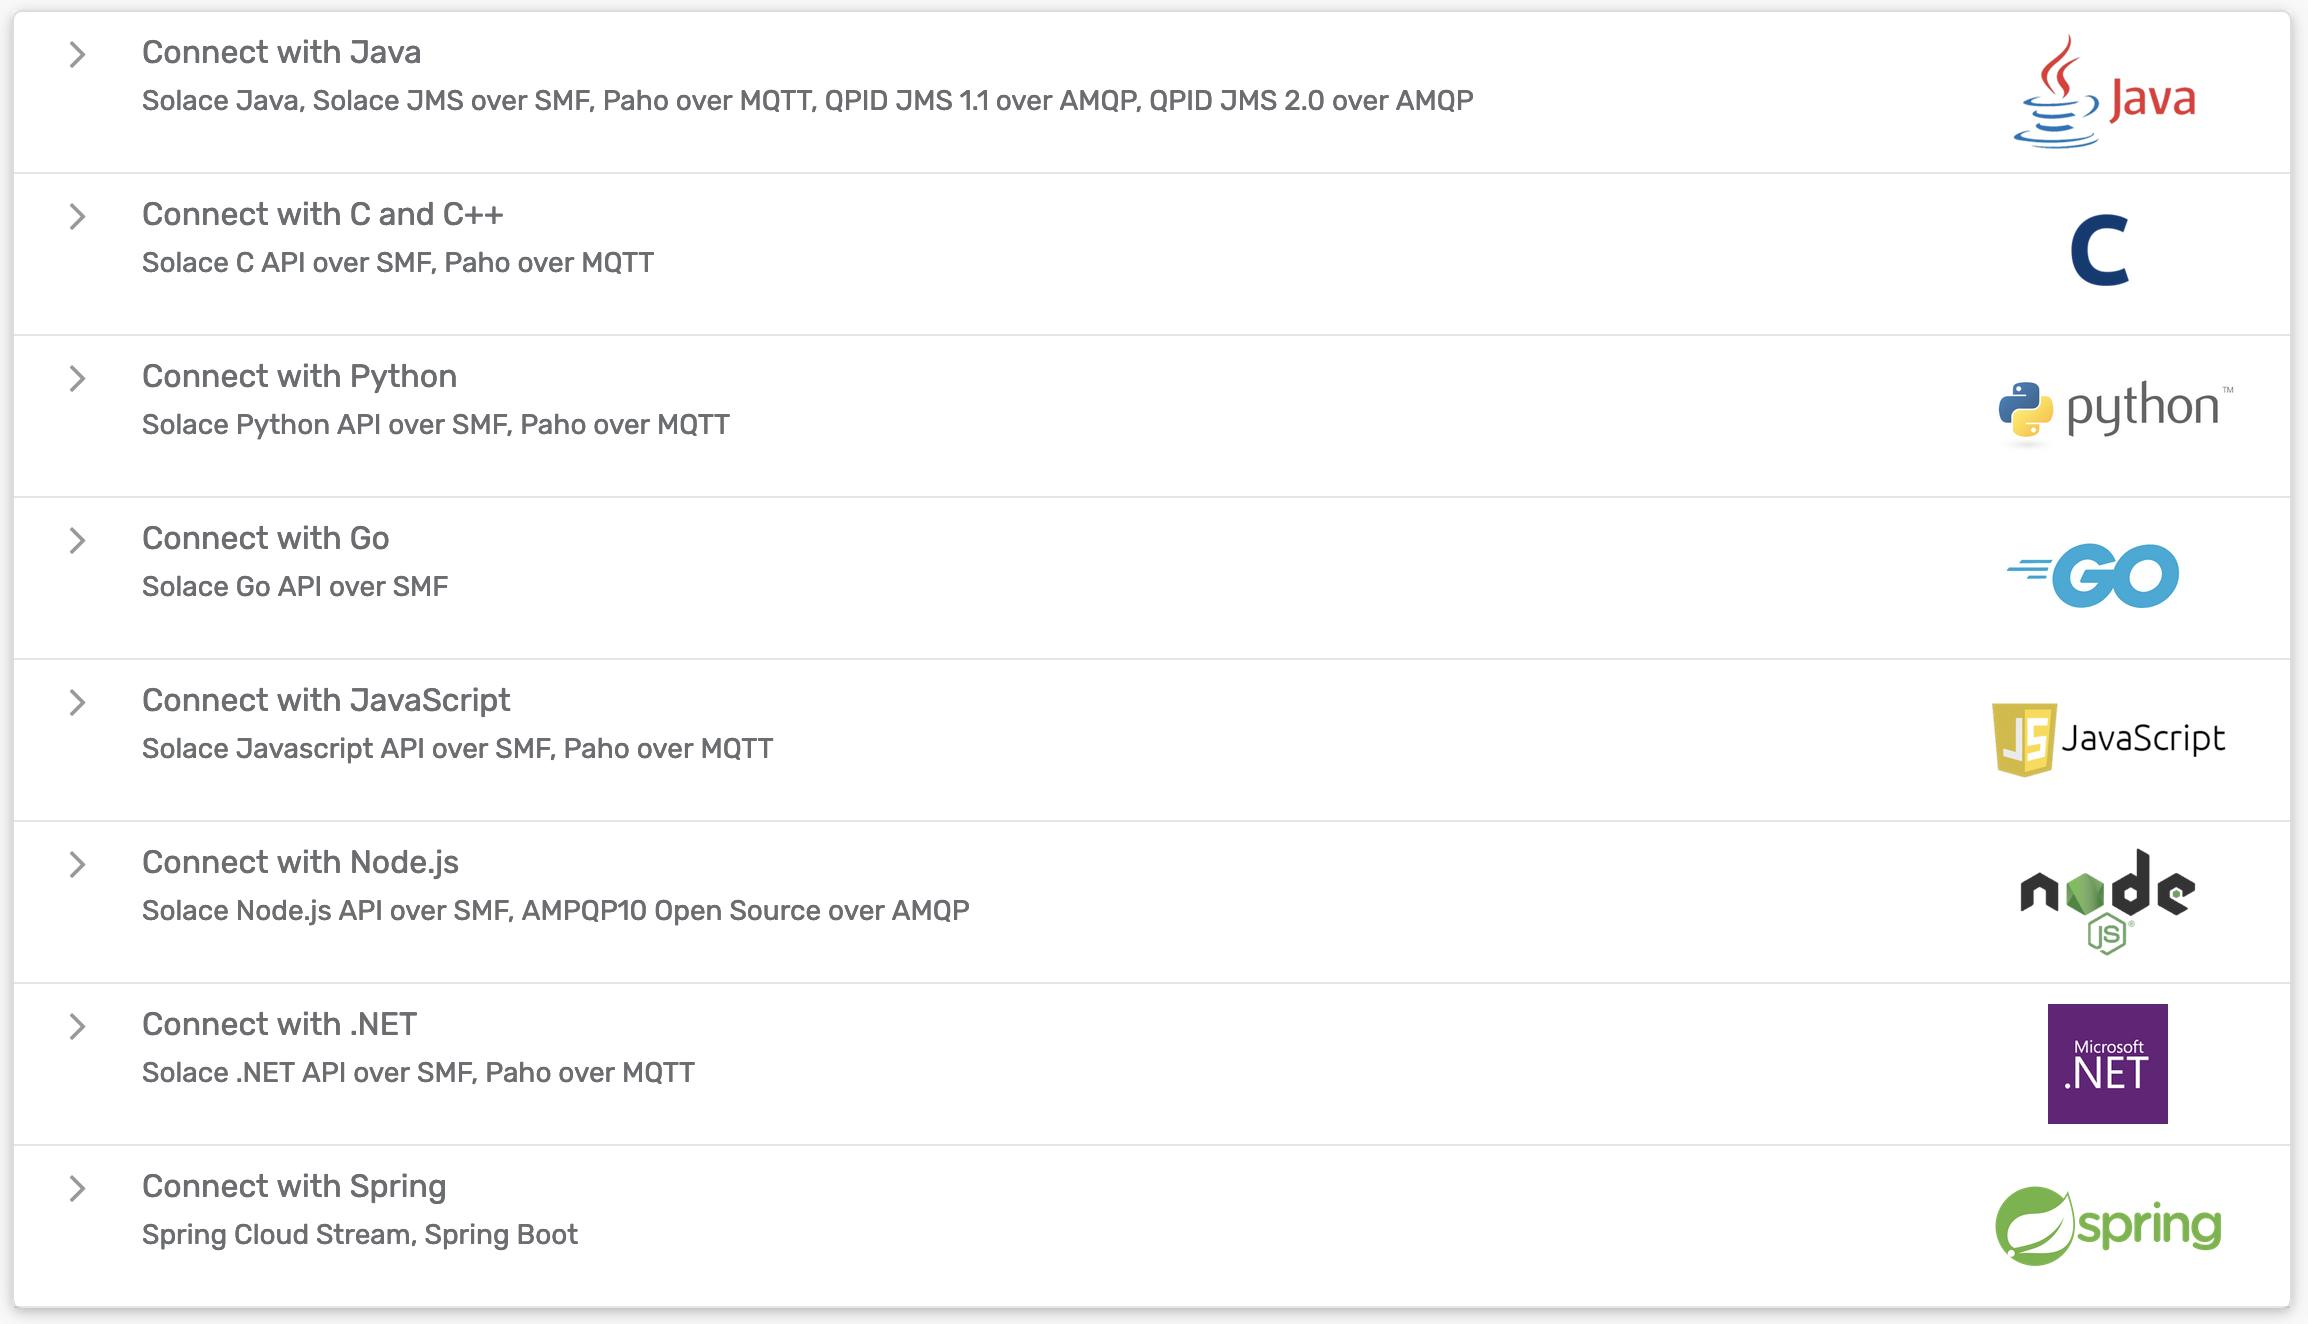 Connect with Java
Solace Java, Solace JMS over SMF, Paho over MQTT, QPID JMS 1.1 over AMQP, QPID JMS 2.0 over AMQP
Java
Connect with C and C++
Solace C API over SMF, Paho over MQTT
C
Connect with Python
Solace Python API over SMF, Paho over MQTT
python™
Connect with Go
Solace Go API over SMF
GO
Connect with JavaScript
Solace Javascript API over SMF, Paho over MQTT
JS JavaScript
Connect with Node.js
Solace Node.js API over SMF, AMPQP10 Open Source over AMQP
node
JS®
Connect with .NET
Solace .NET API over SMF, Paho over MQTT
Microsoft
.NET
Connect with Spring
Spring Cloud Stream, Spring Boot
spring